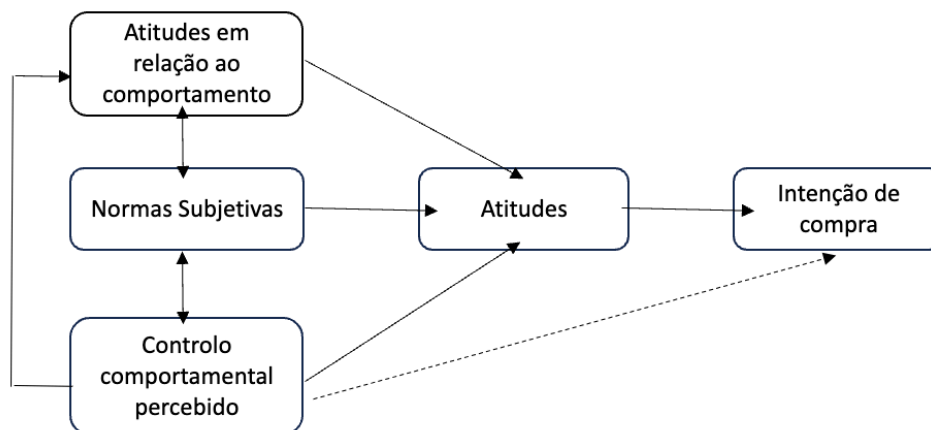 Atitudes em
relação ao
comportamento
Normas Subjetivas
Atitudes
Intenção de
compra
Controlo
comportamental
percebido